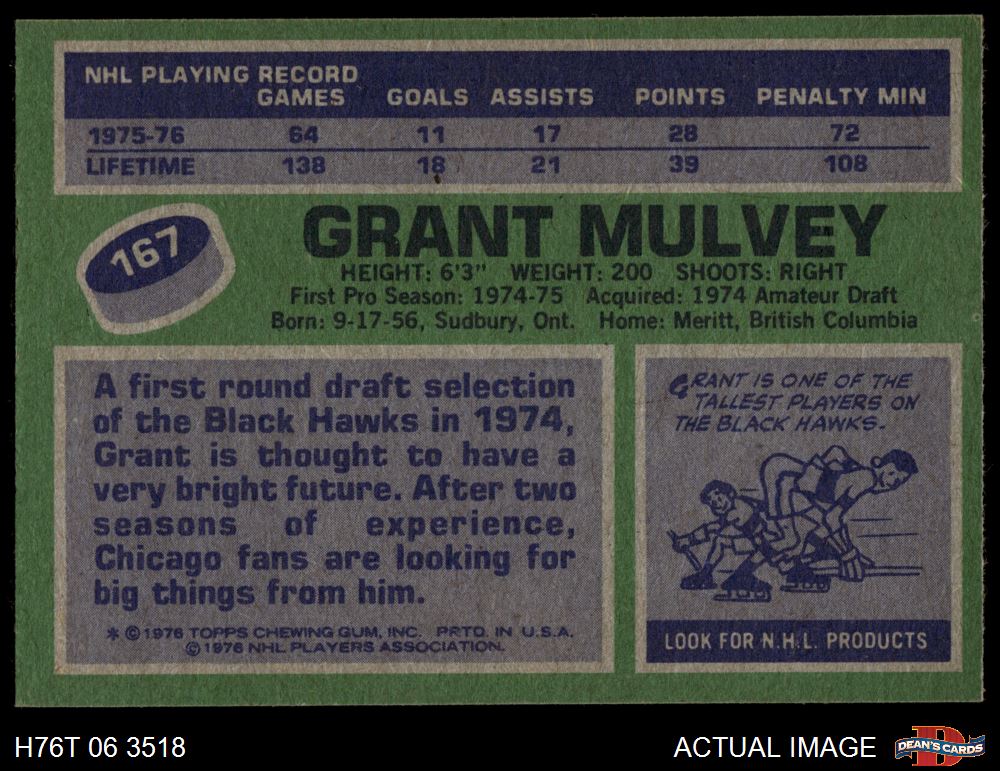 NHL PLAYING RECORD
GAMES GOALS ASSISTS POINTS PENALTY MIN
1975-76 64 11 17 28 72
LIFETIME 138 18 21 39 108
167
GRANT MULVEY
HEIGHT: 6'3" WEIGHT: 200 SHOOTS: RIGHT
First Pro Season: 1974-75 Acquired: 1974 Amateur Draft
Born: 9-17-56, Sudbury, Ont. Home: Meritt, British Columbia
A first round draft selection
of the Black Hawks in 1974,
Grant is thought to have a
very bright future. After two
seasons of experience,
Chicago fans are looking for
big things from him.
* © 1976 TOPPS CHEWING GUM, INC. PRTD. IN U.S.A.
© 1976 NHL PLAYERS ASSOCIATION.
GRANT IS ONE OF THE
TALLEST PLAYERS ON
THE BLACK HAWKS.
LOOK FOR N.H.L. PRODUCTS
H76T 06 3518 ACTUAL IMAGE
D
DEAN'S CARDS